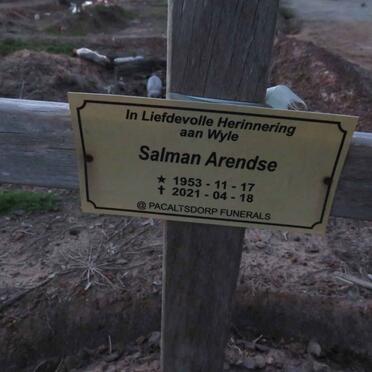 In Liefdevolle Herinnering
aan Wyle
Salman Arendse
★ 1953 - 11 - 17
✝ 2021 - 04 - 18
@ PACALTSDORP FUNERALS